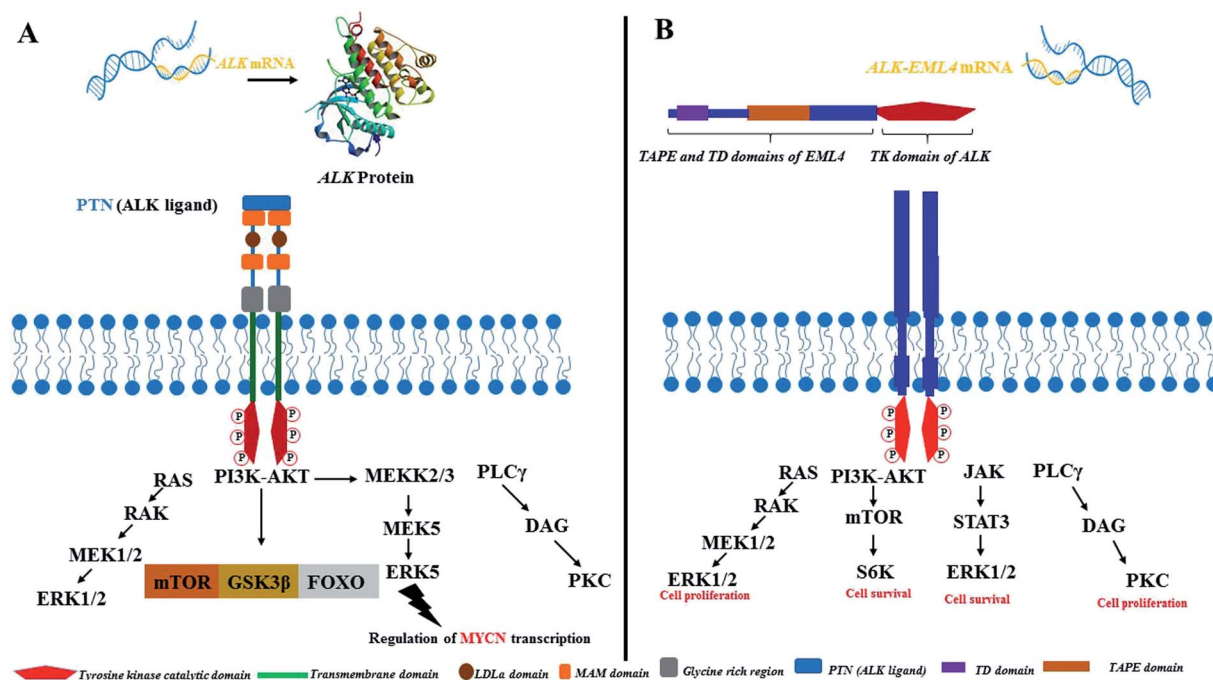 A
ALK mRNA
ALK Protein
PTN (ALK ligand)
P P
P P
P P
RAS
PI3K-AKT
MEKK2/3
PLCγ
RAK
MEK5
DAG
MEK1/2
mTOR GSK3β FOXO
ERK5
PKC
ERK1/2
Regulation of MYCN transcription
B
ALK-EML4 mRNA
TAPE and TD domains of EML4
TK domain of ALK
P P
P P
P P
RAS
PI3K-AKT
JAK
PLCγ
RAK
mTOR
STAT3
DAG
MEK1/2
ERK1/2
Cell proliferation
S6K
Cell survival
ERK1/2
Cell survival
PKC
Cell proliferation
Tyrosine kinase catalytic domain
Transmembrane domain
LDLa domain
MAM domain
Glycine rich region
PTN (ALK ligand)
TD domain
TAPE domain